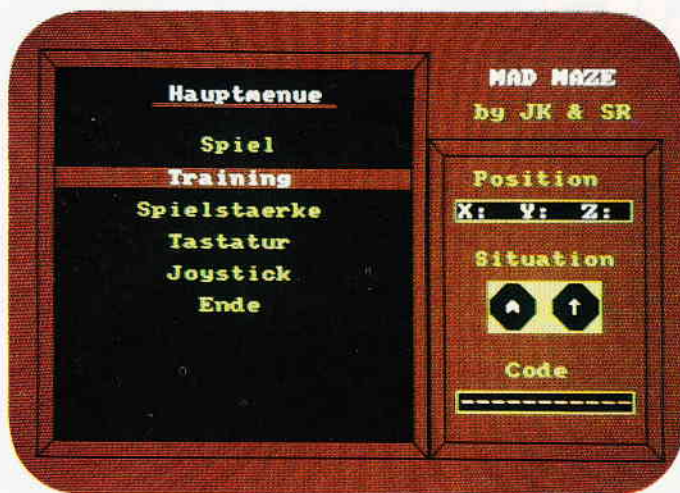 Hauptmenue
Spiel
Training
Spielstaerke
Tastatur
Joystick
Ende
MAD MAZE
by JK & SR
Position
X: Y: Z:
Situation
Code
-----------